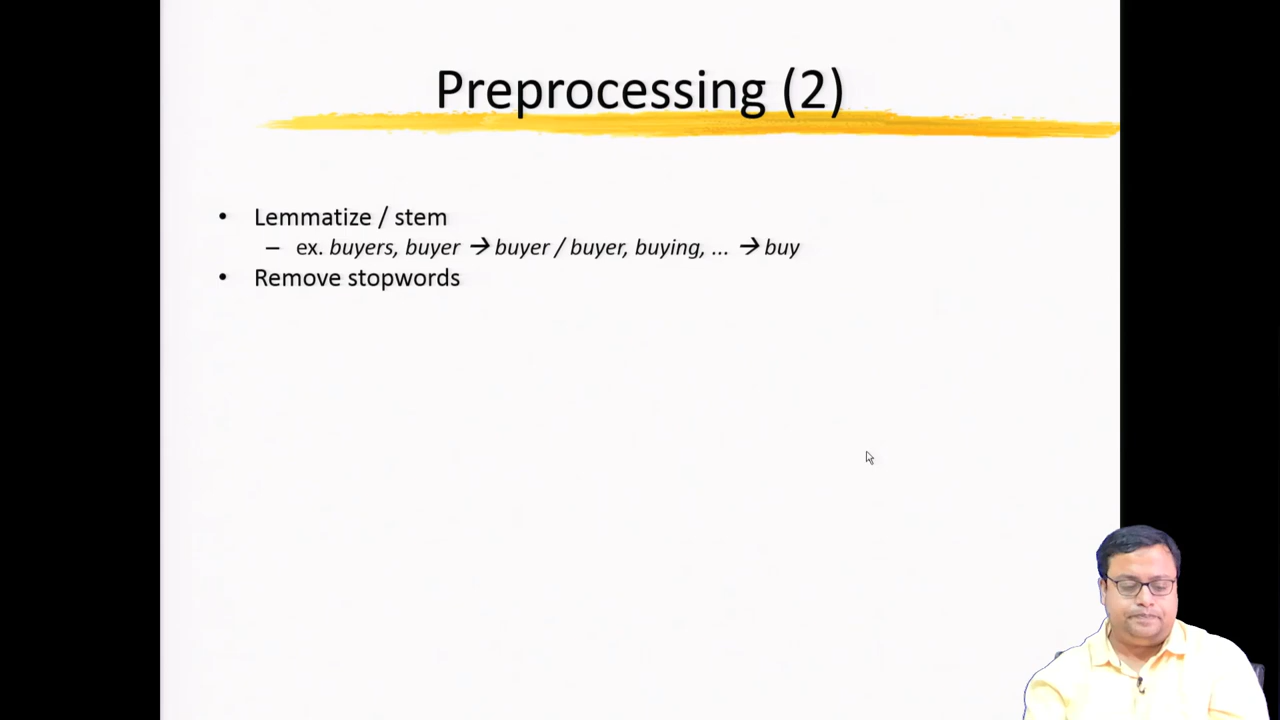 Preprocessing (2)
• Lemmatize / stem
– ex. buyers, buyer → buyer / buyer, buying, ... → buy
• Remove stopwords